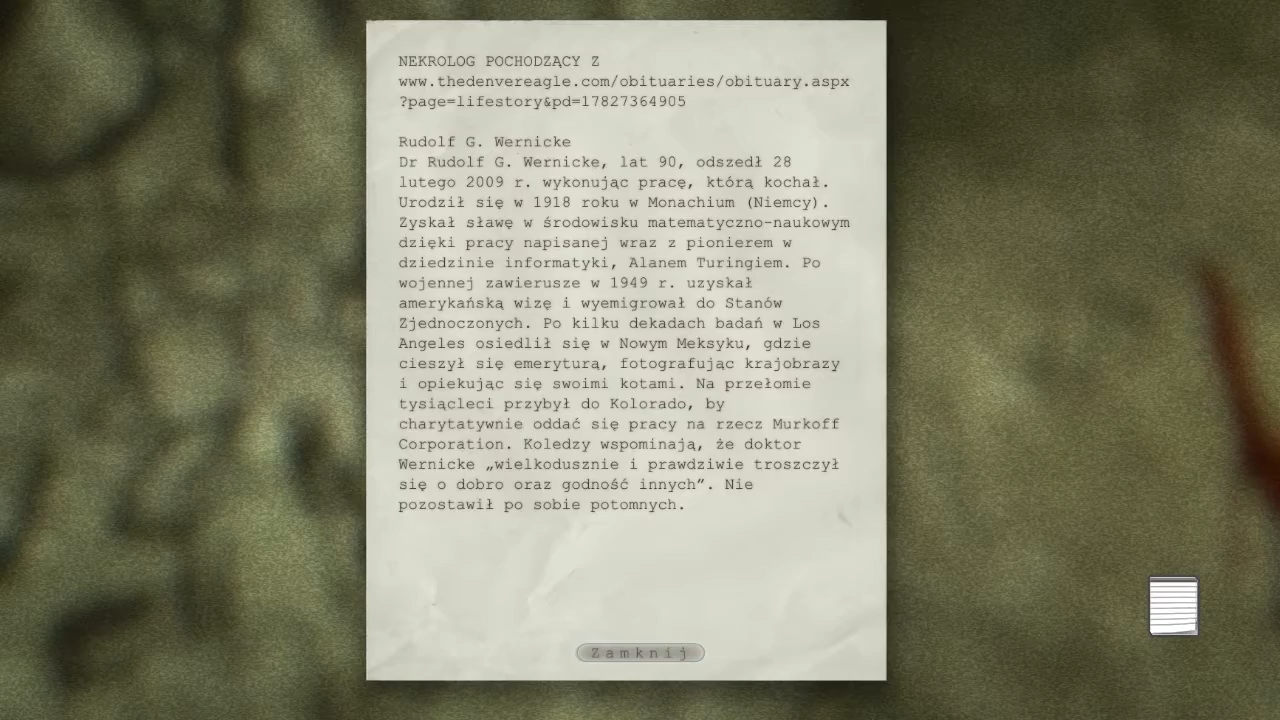 NEKROLOG POCHODZĄCY Z
www.thedenvereagle.com/obituaries/obituary.aspx
?page=lifestory&pd=17827364905
Rudolf G. Wernicke
Dr Rudolf G. Wernicke, lat 90, odszedł 28
lutego 2009 r. wykonując pracę, którą kochał.
Urodził się w 1918 roku w Monachium (Niemcy).
Zyskał sławę w środowisku matematyczno-naukowym
dzięki pracy napisanej wraz z pionierem w
dziedzinie informatyki, Alanem Turingiem. Po
wojennej zawierusze w 1949 r. uzyskał
amerykańską wizę i wyemigrował do Stanów
Zjednoczonych. Po kilku dekadach badań w Los
Angeles osiedlił się w Nowym Meksyku, gdzie
cieszył się emeryturą, fotografując krajobrazy
i opiekując się swoimi kotami. Na przełomie
tysiącleci przybył do Kolorado, by
charytatywnie oddać się pracy na rzecz Murkoff
Corporation. Koledzy wspominają, że doktor
Wernicke „wielkodusznie i prawdziwie troszczył
się o dobro oraz godność innych”. Nie
pozostawił po sobie potomnych.
Zamknij